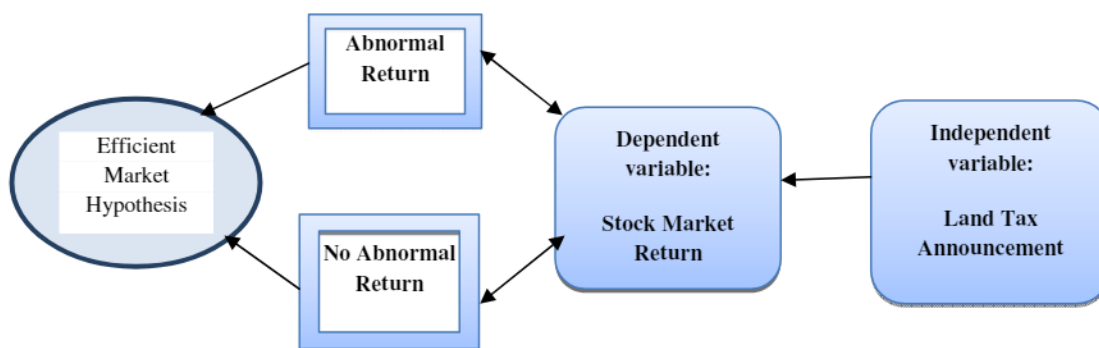 Abnormal
Return
Efficient
Market
Hypothesis
No Abnormal
Return
Dependent
variable:
Stock Market
Return
Independent
variable:
Land Tax
Announcement